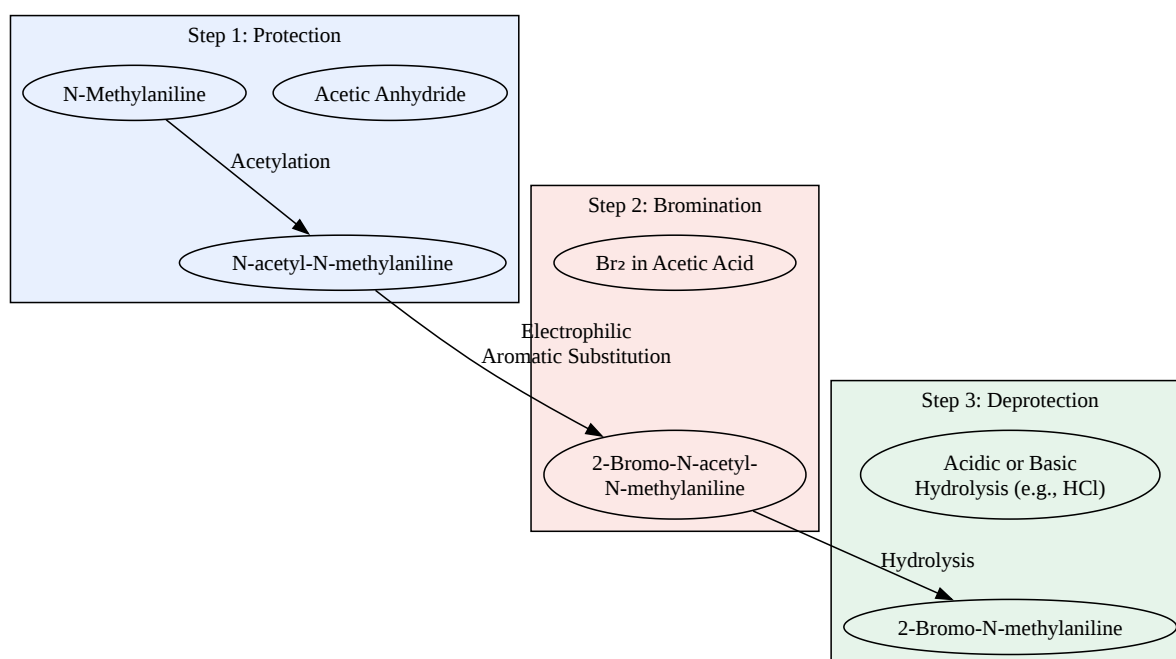 Step 1: Protection
N-Methylaniline
Acetic Anhydride
Acetylation
N-acetyl-N-methylaniline
Step 2: Bromination
Br₂ in Acetic Acid
Electrophilic
Aromatic Substitution
2-Bromo-N-acetyl-
N-methylaniline
Step 3: Deprotection
Acidic or Basic
Hydrolysis (e.g., HCl)
Hydrolysis
2-Bromo-N-methylaniline